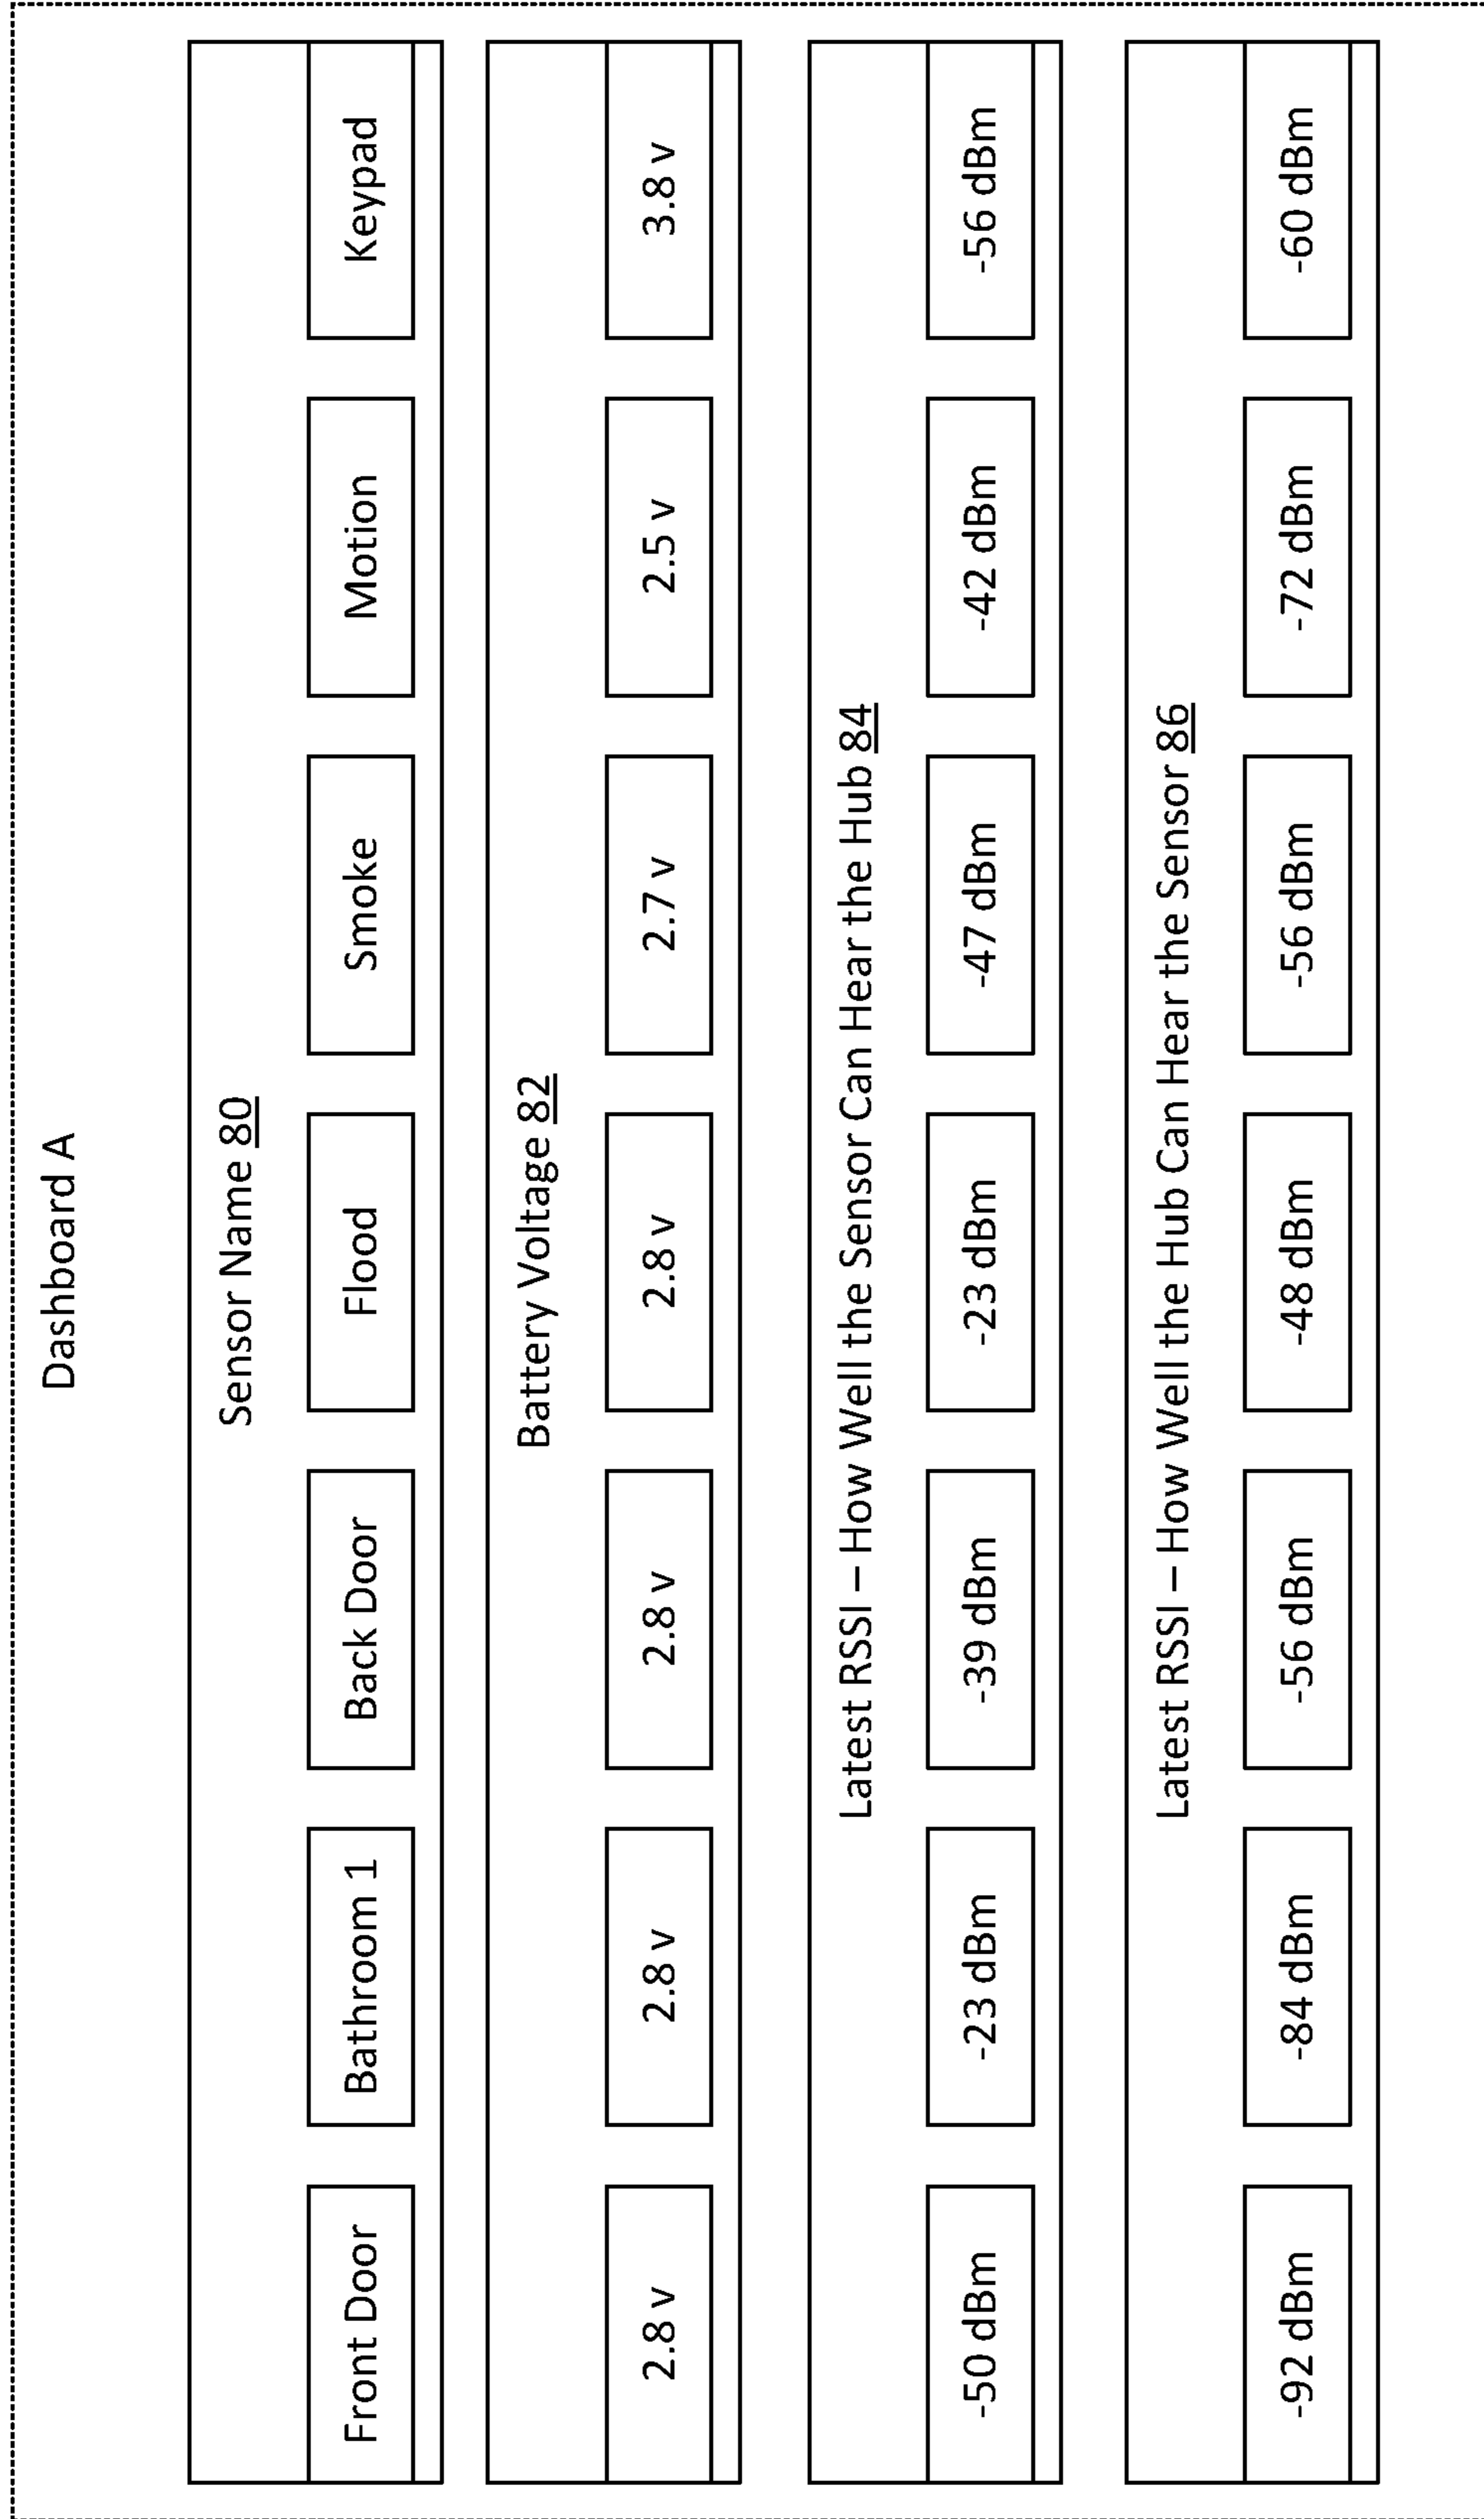 Dashboard A
Sensor Name 80
Front Door Bathroom 1 Back Door Flood Smoke Motion Keypad
Battery Voltage 82
2.8 v 2.8 v 2.8 v 2.8 v 2.7 v 2.5 v 3.8 v
Latest RSSI – How Well the Sensor Can Hear the Hub 84
-50 dBm -23 dBm -39 dBm -23 dBm -47 dBm -42 dBm -56 dBm
Latest RSSI – How Well the Hub Can Hear the Sensor 86
-92 dBm -84 dBm -56 dBm -48 dBm -56 dBm -72 dBm -60 dBm